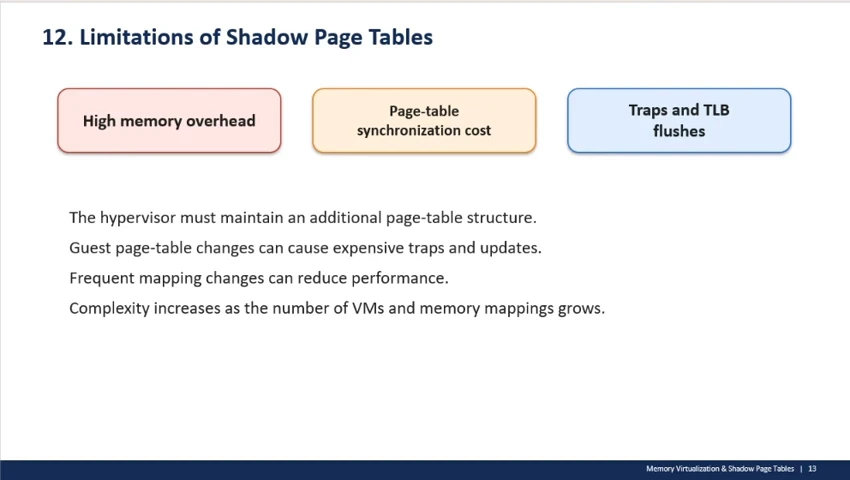 12. Limitations of Shadow Page Tables
High memory overhead
Page-table
synchronization cost
Traps and TLB
flushes
The hypervisor must maintain an additional page-table structure.
Guest page-table changes can cause expensive traps and updates.
Frequent mapping changes can reduce performance.
Complexity increases as the number of VMs and memory mappings grows.
Memory Virtualization & Shadow Page Tables | 13